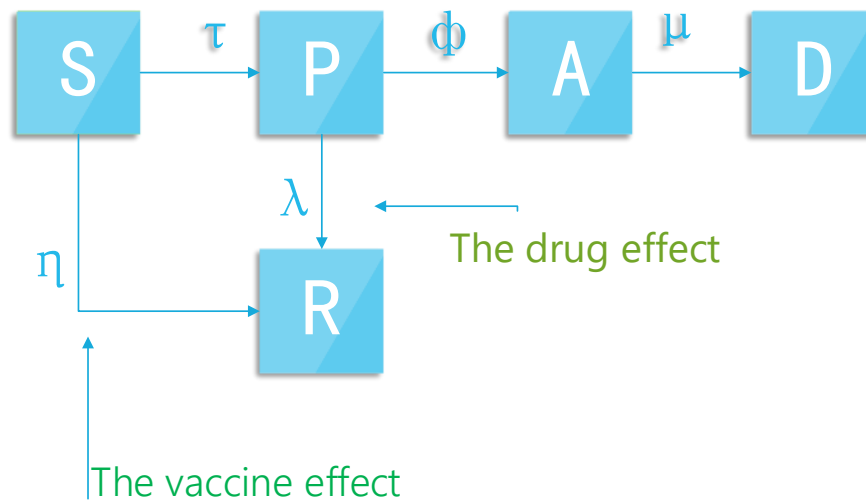 τ ф μ
S P A D
λ
The drug effect
η
R
The vaccine effect